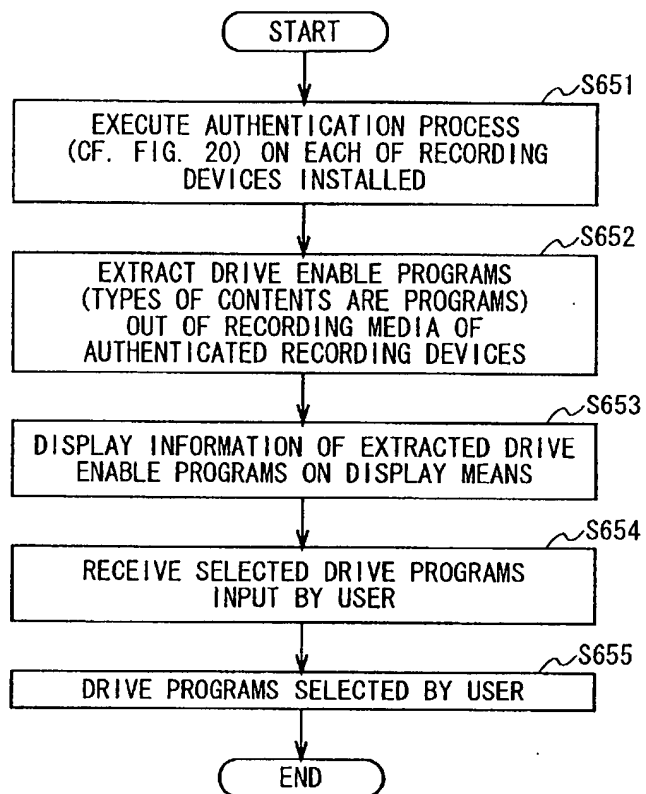 START
S651
EXECUTE AUTHENTICATION PROCESS
(CF. FIG. 20) ON EACH OF RECORDING
DEVICES INSTALLED
S652
EXTRACT DRIVE ENABLE PROGRAMS
(TYPES OF CONTENTS ARE PROGRAMS)
OUT OF RECORDING MEDIA OF
AUTHENTICATED RECORDING DEVICES
S653
DISPLAY INFORMATION OF EXTRACTED DRIVE
ENABLE PROGRAMS ON DISPLAY MEANS
S654
RECEIVE SELECTED DRIVE PROGRAMS
INPUT BY USER
S655
DRIVE PROGRAMS SELECTED BY USER
END